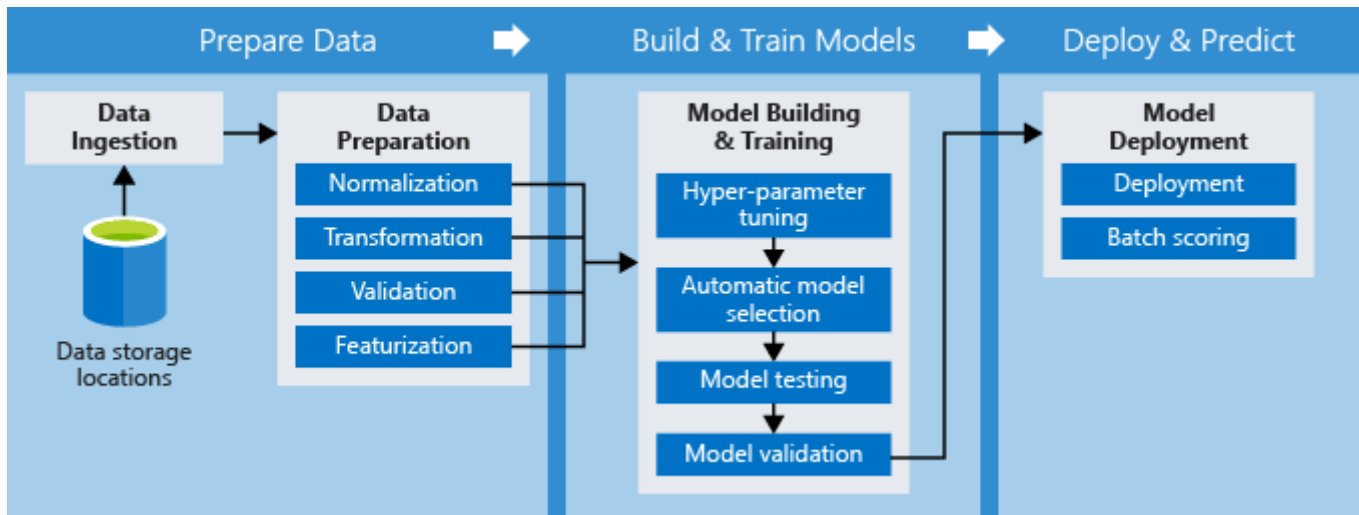 Prepare Data
Build & Train Models
Deploy & Predict
Data
Ingestion
Data storage
locations
Data
Preparation
Normalization
Transformation
Validation
Featurization
Model Building
& Training
Hyper-parameter
tuning
Automatic model
selection
Model testing
Model validation
Model
Deployment
Deployment
Batch scoring